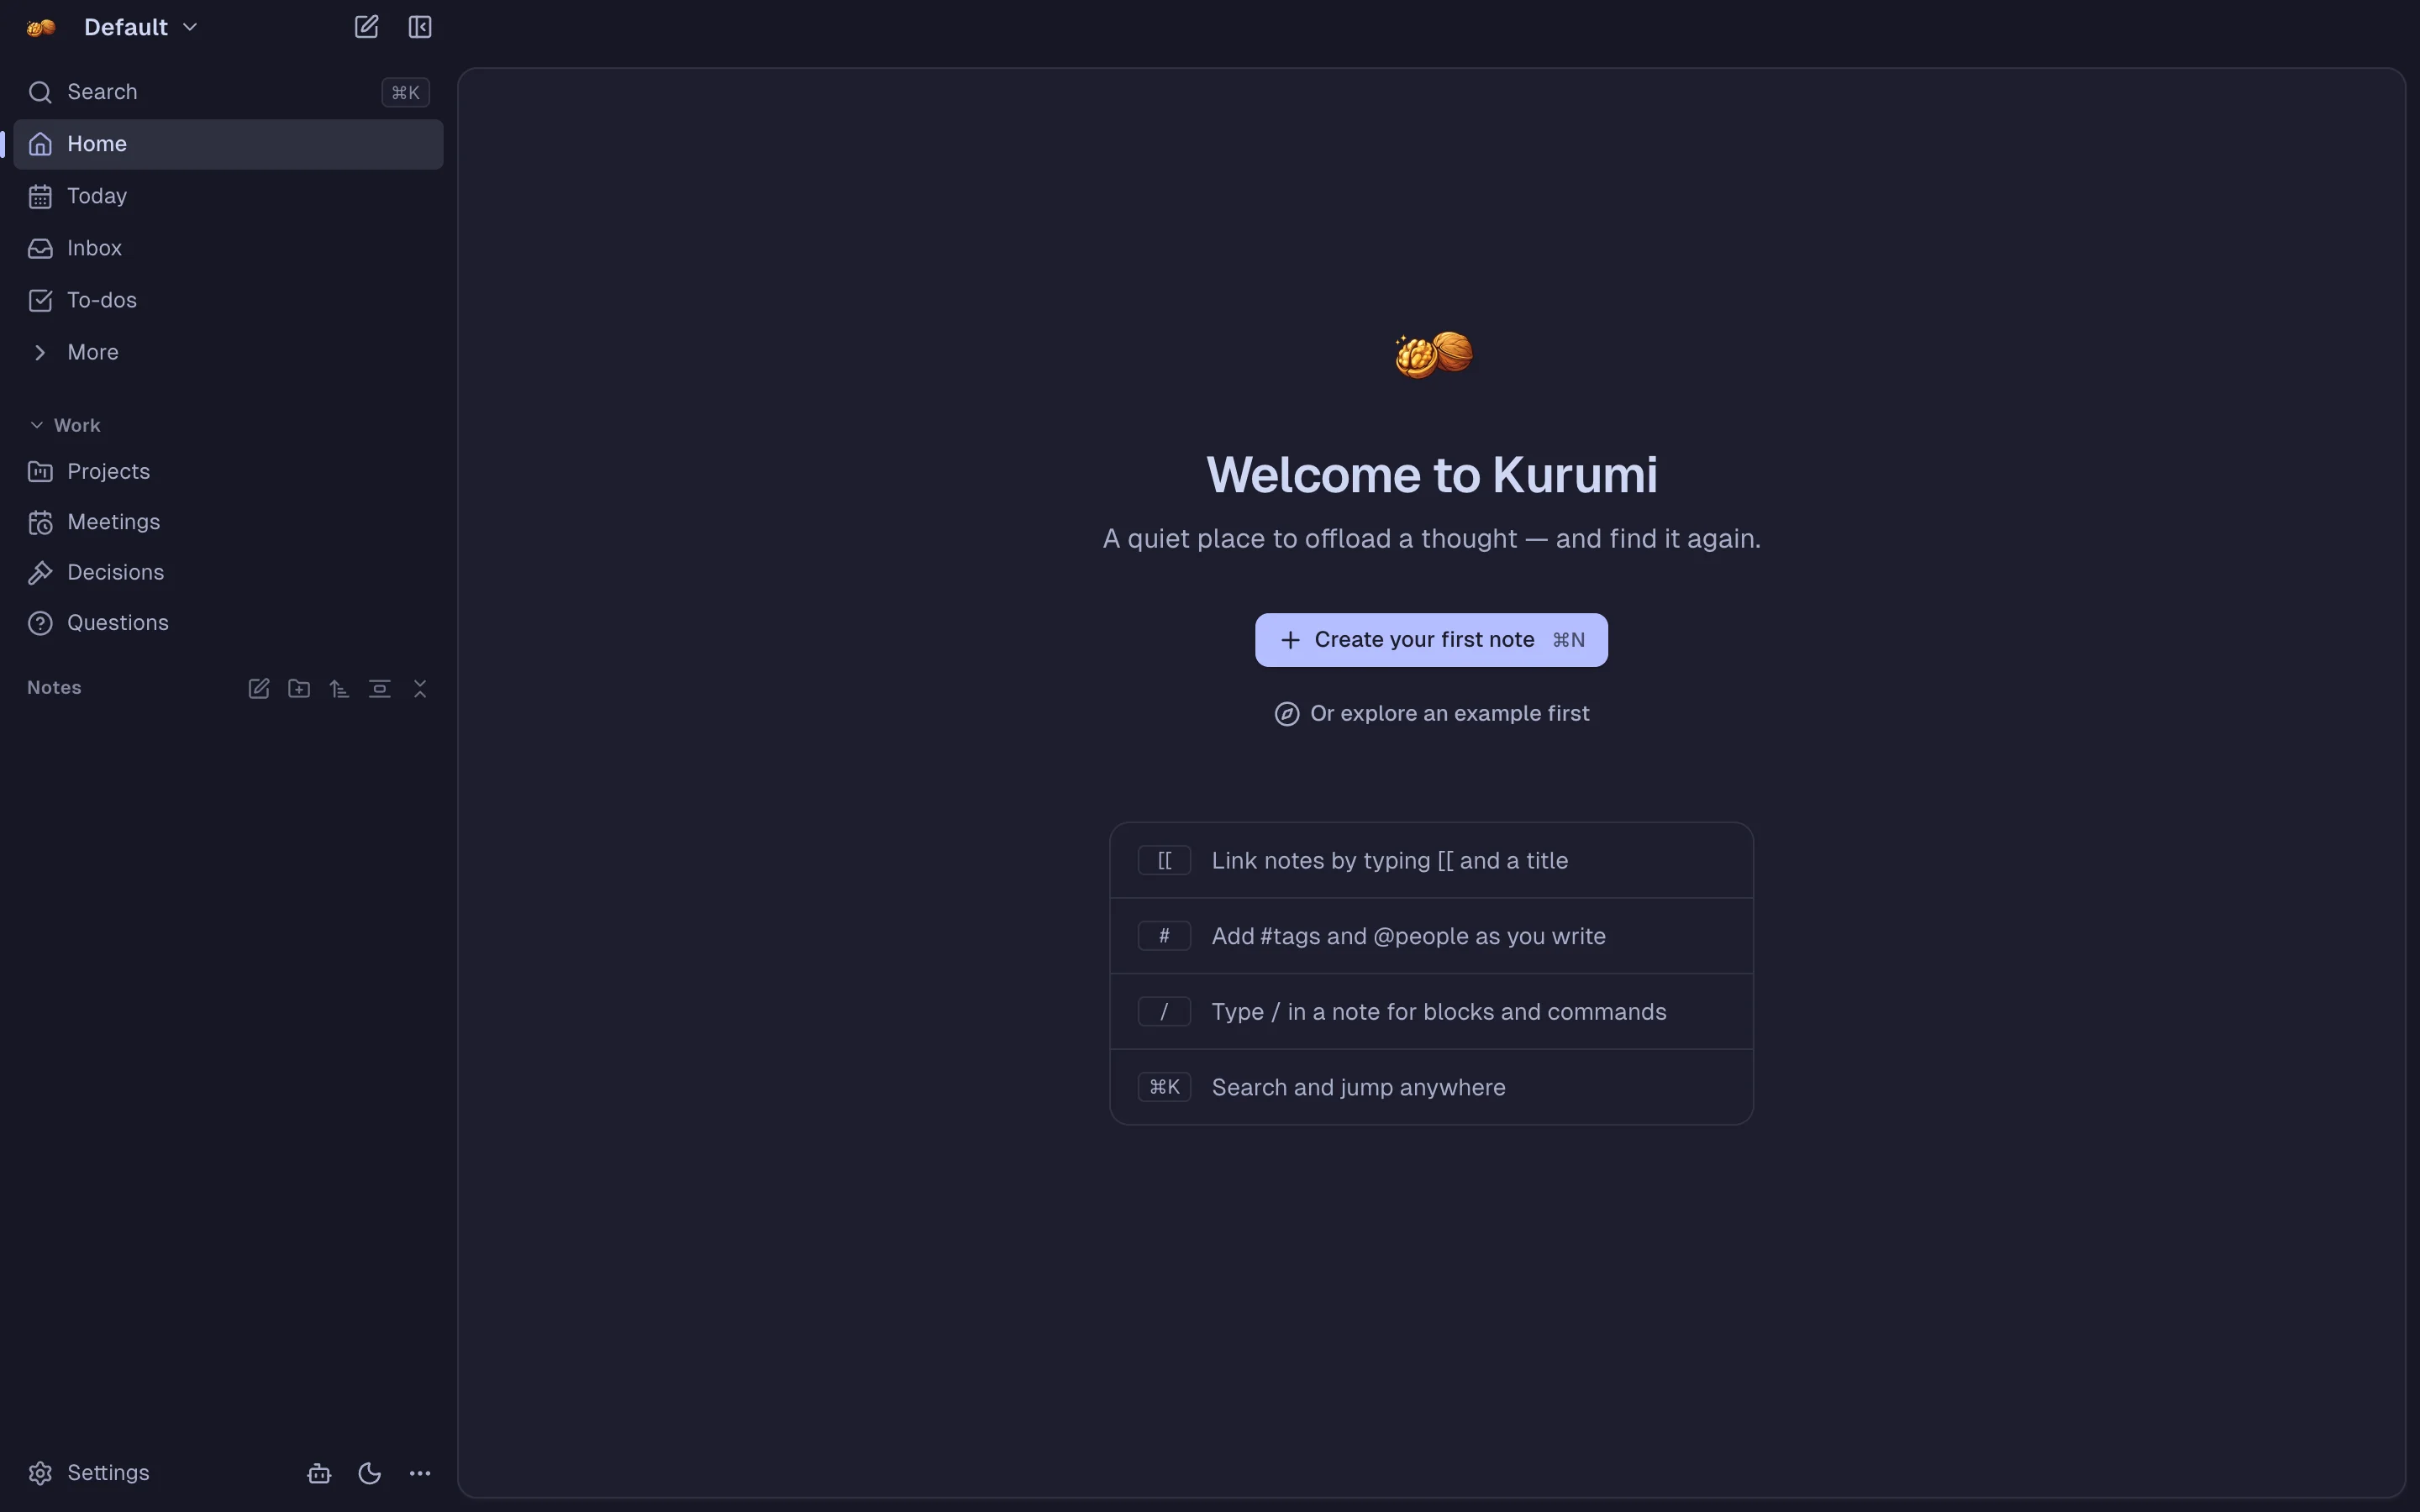 Default
Search ⌘K
Home
Today
Inbox
To-dos
More
Work
Projects
Meetings
Decisions
Questions
Notes
Settings
Welcome to Kurumi
A quiet place to offload a thought — and find it again.
Create your first note ⌘N
Or explore an example first
[[ Link notes by typing [[ and a title
# Add #tags and @people as you write
/ Type / in a note for blocks and commands
⌘K Search and jump anywhere